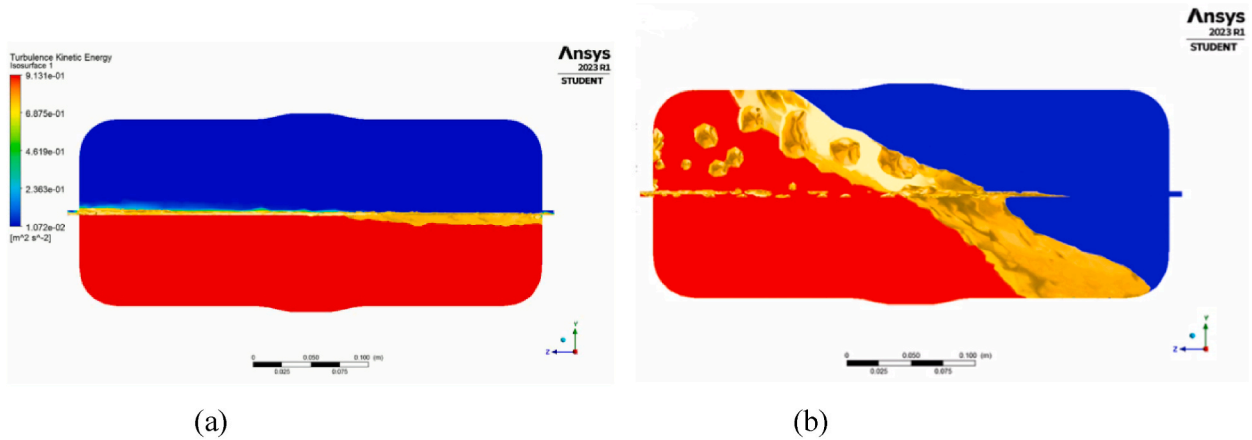 Turbulence Kinetic Energy
Isosurface 1
9.131e-01
6.875e-01
4.619e-01
2.363e-01
1.072e-02
[m^2 s^-2]
Ansys
2023 R1
STUDENT
0 0.050 0.100 (m)
0.025 0.075
Y
Z
Ansys
2023 R1
STUDENT
0 0.050 0.100 (m)
0.025 0.075
Y
Z
(a)
(b)